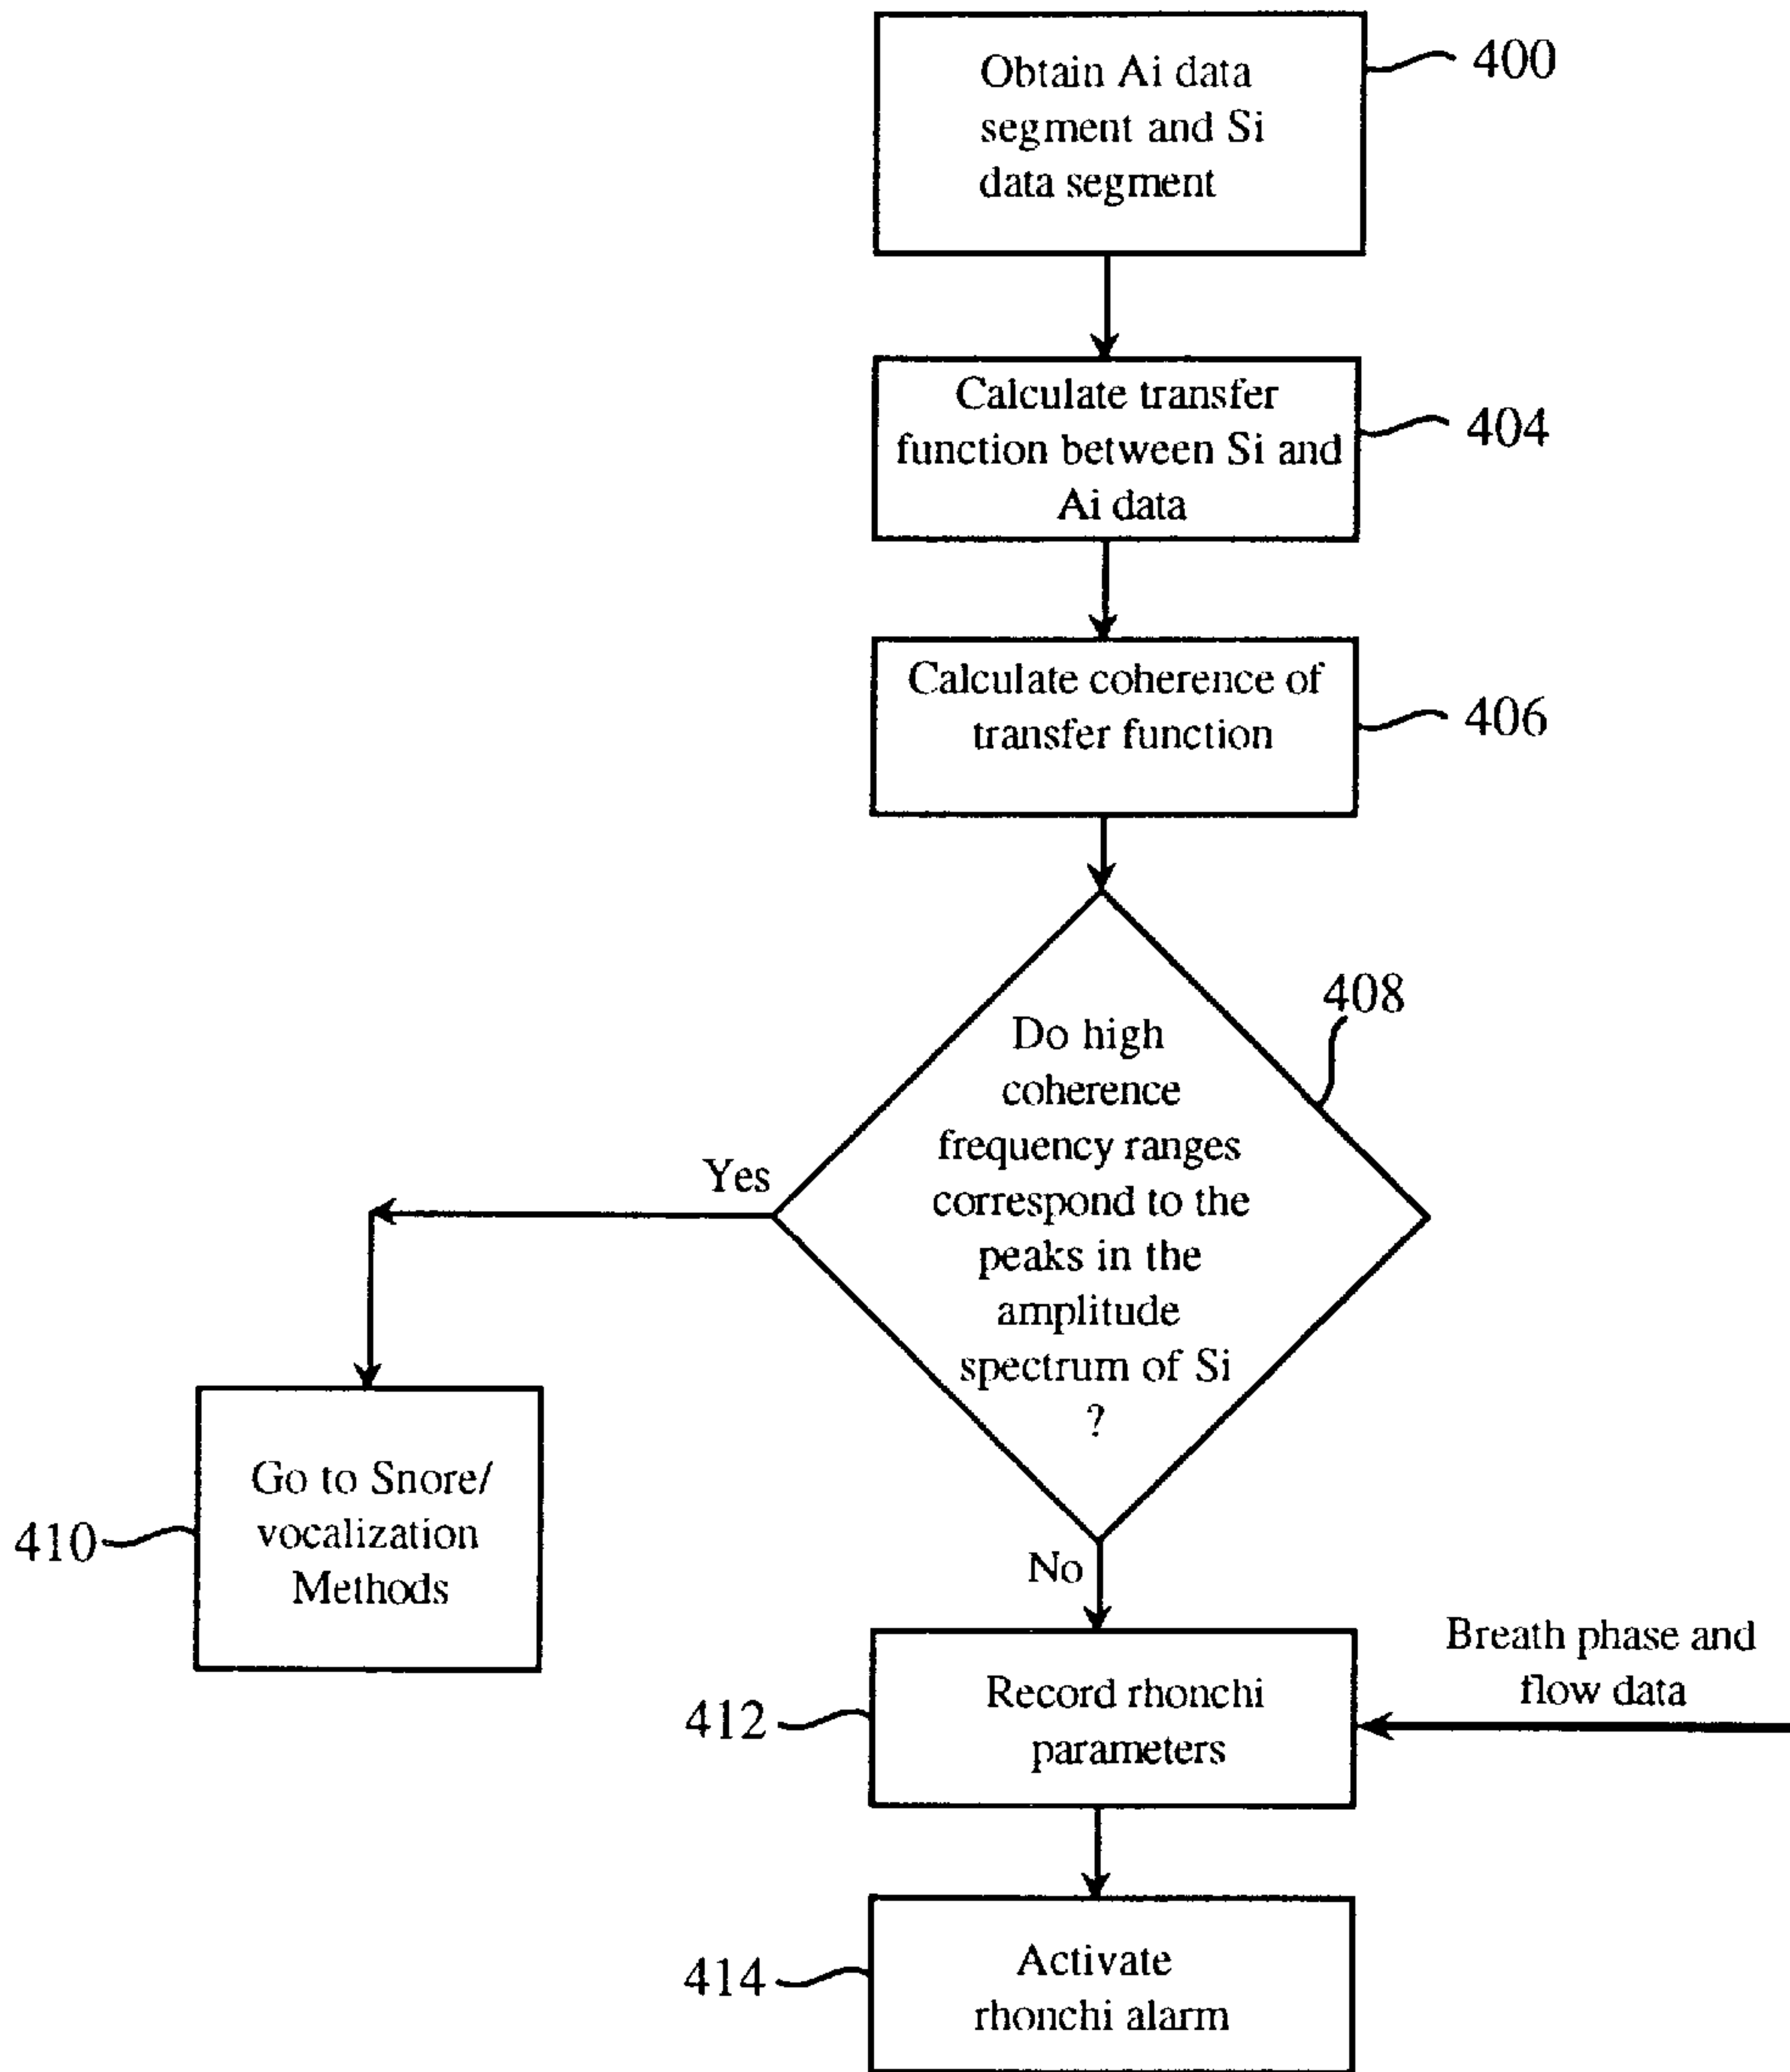 Obtain Ai data
segment and Si
data segment
400
Calculate transfer
function between Si and
Ai data
404
Calculate coherence of
transfer function
406
408
Do high
coherence
frequency ranges
correspond to the
peaks in the
amplitude
spectrum of Si
?
Yes
Go to Snore/
vocalization
Methods
410
No
Breath phase and
flow data
Record rhonchi
parameters
412
Activate
rhonchi alarm
414